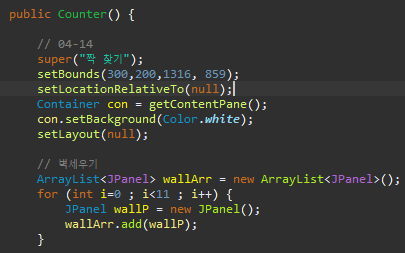 public Counter() {
// 04-14
super("짝 찾기");
setBounds(300,200,1316, 859);
setLocationRelativeTo(null);
Container con = getContentPane();
con.setBackground(Color.white);
setLayout(null);
// 벽세우기
ArrayList<JPanel> wallArr = new ArrayList<JPanel>();
for (int i=0 ; i<11 ; i++) {
JPanel wallP = new JPanel();
wallArr.add(wallP);
}